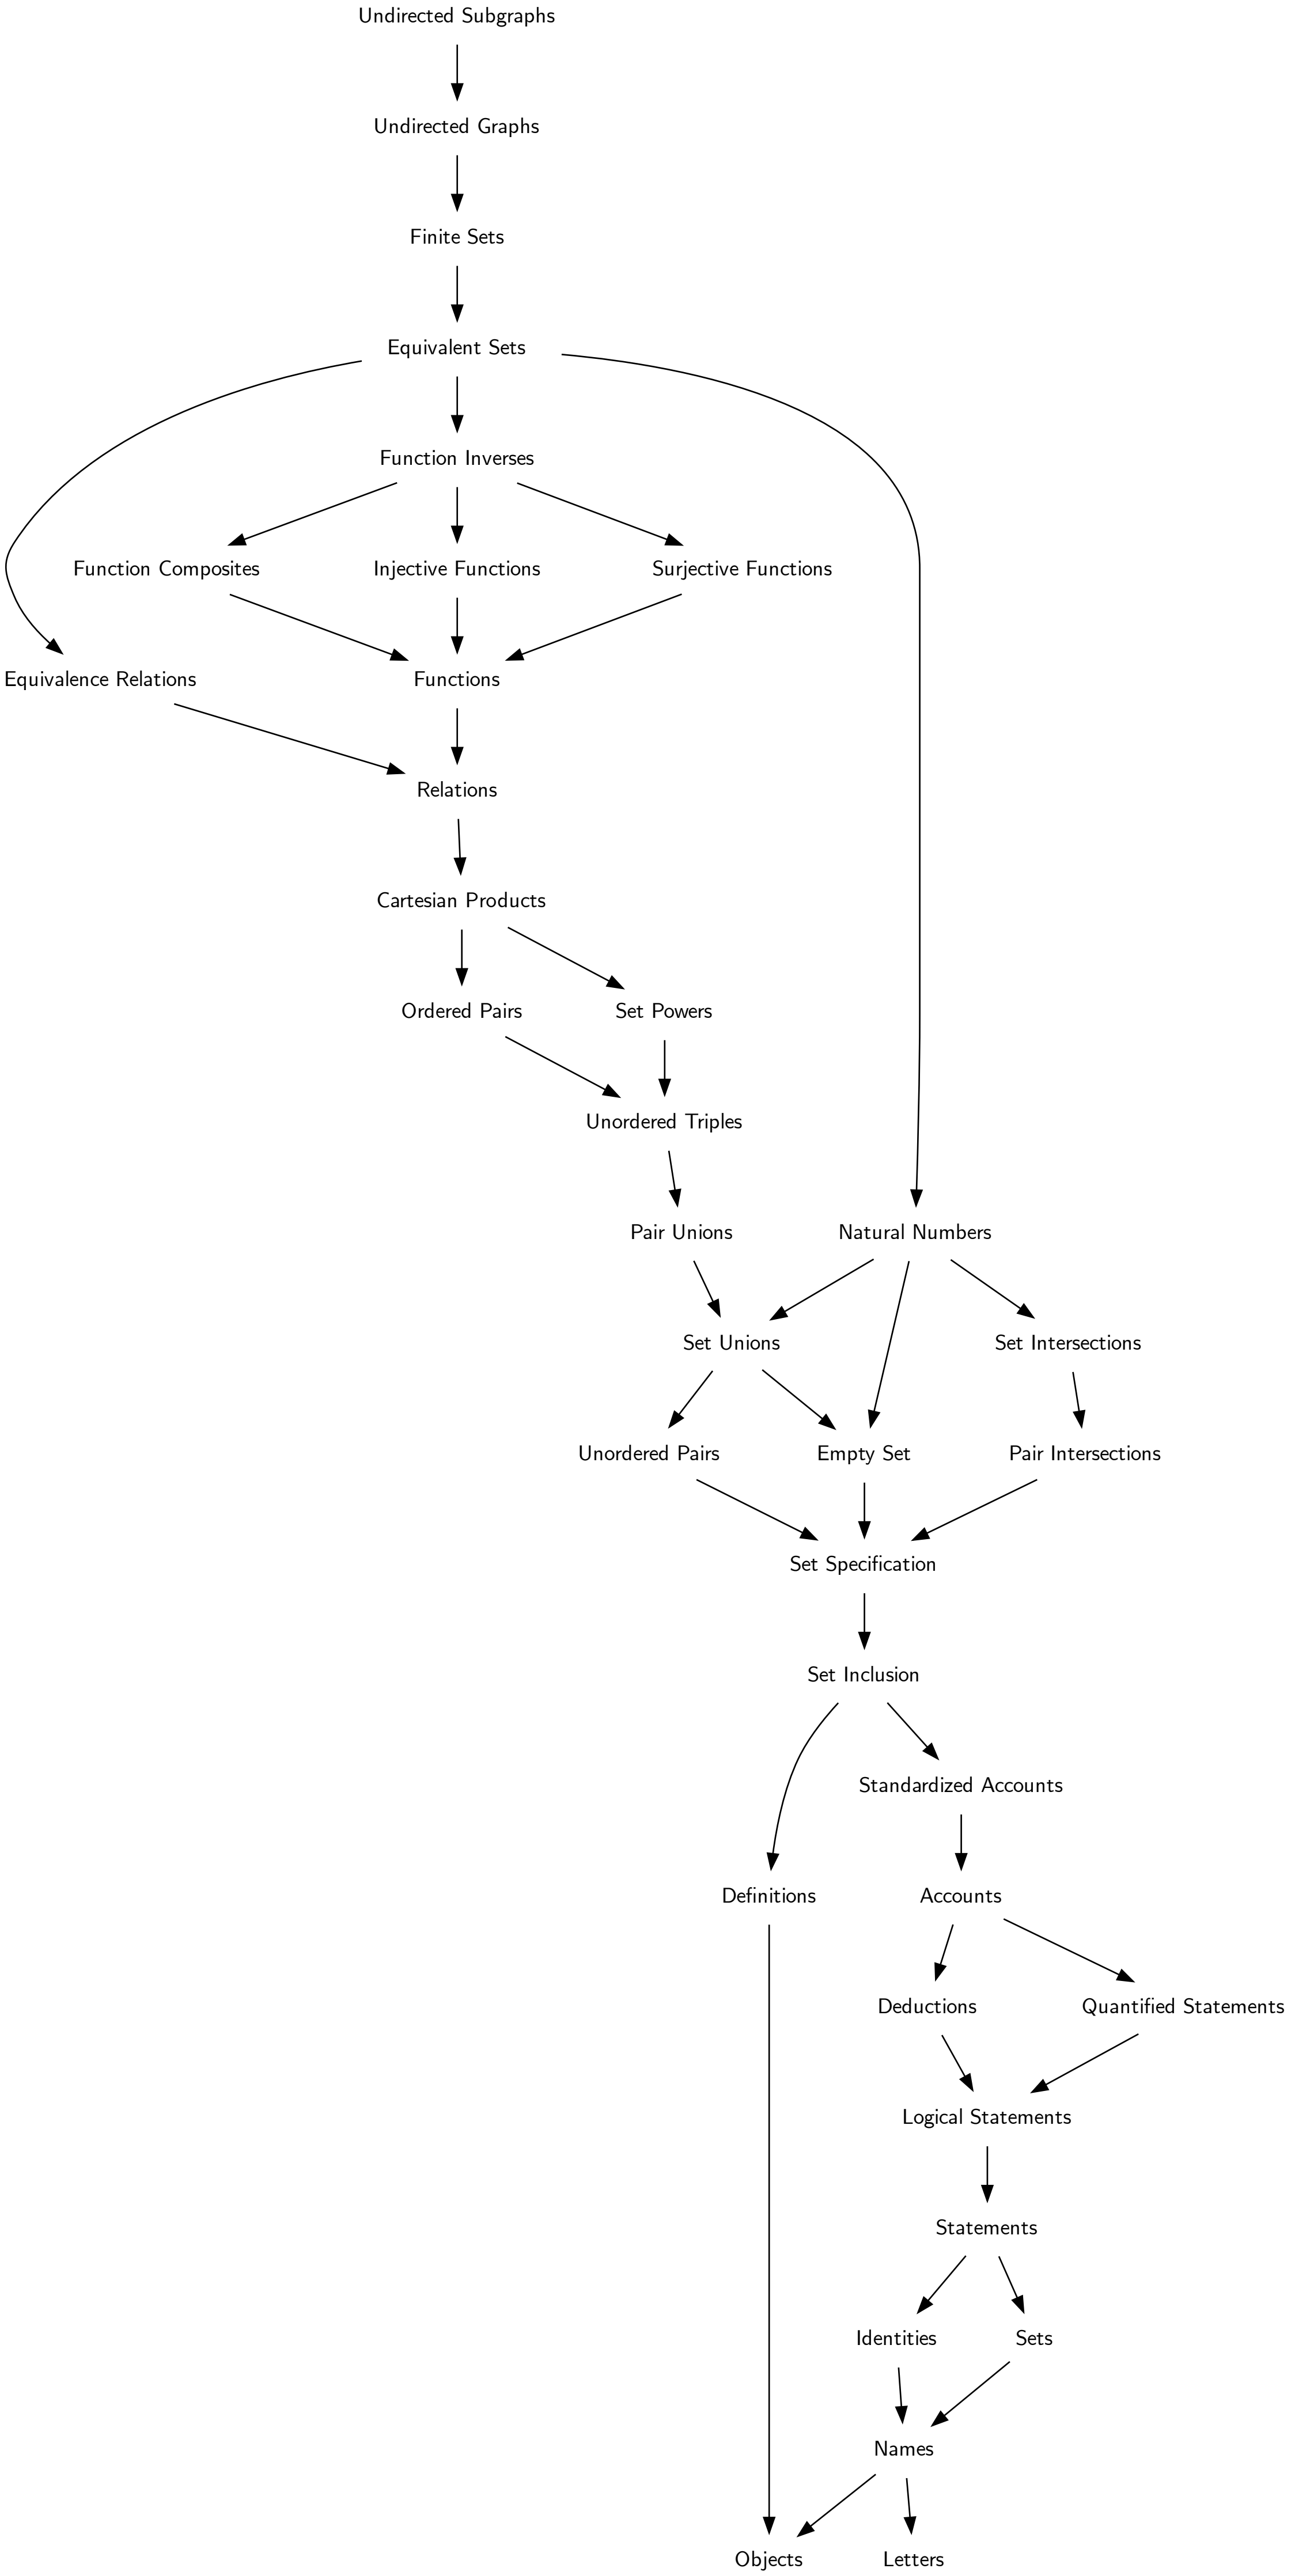 Undirected Subgraphs
Undirected Graphs
Finite Sets
Equivalent Sets
Function Inverses
Function Composites
Injective Functions
Surjective Functions
Equivalence Relations
Functions
Relations
Cartesian Products
Ordered Pairs
Set Powers
Unordered Triples
Pair Unions
Natural Numbers
Set Unions
Set Intersections
Unordered Pairs
Empty Set
Pair Intersections
Set Specification
Set Inclusion
Standardized Accounts
Definitions
Accounts
Deductions
Quantified Statements
Logical Statements
Statements
Identities
Sets
Names
Objects
Letters